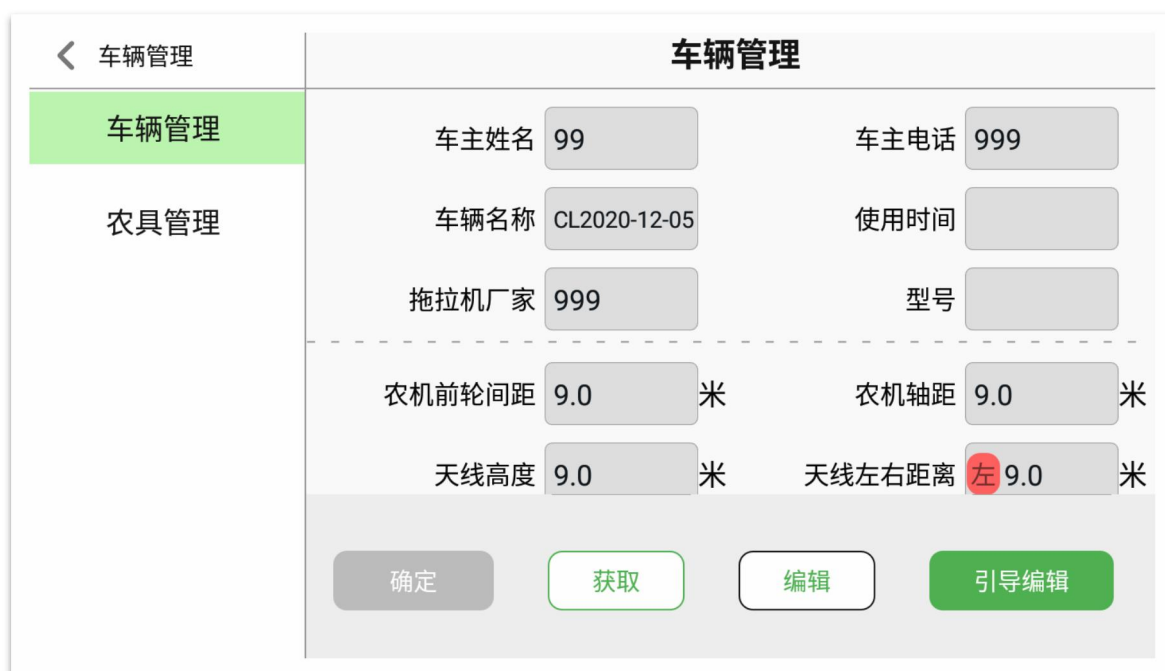 车辆管理
车辆管理
车辆管理
农具管理
车主姓名 99 车主电话 999
车辆名称 CL2020-12-05 使用时间
拖拉机厂家 999 型号
农机前轮间距 9.0 米 农机轴距 9.0 米
天线高度 9.0 米 天线左右距离 左 9.0 米
确定 获取 编辑 引导编辑